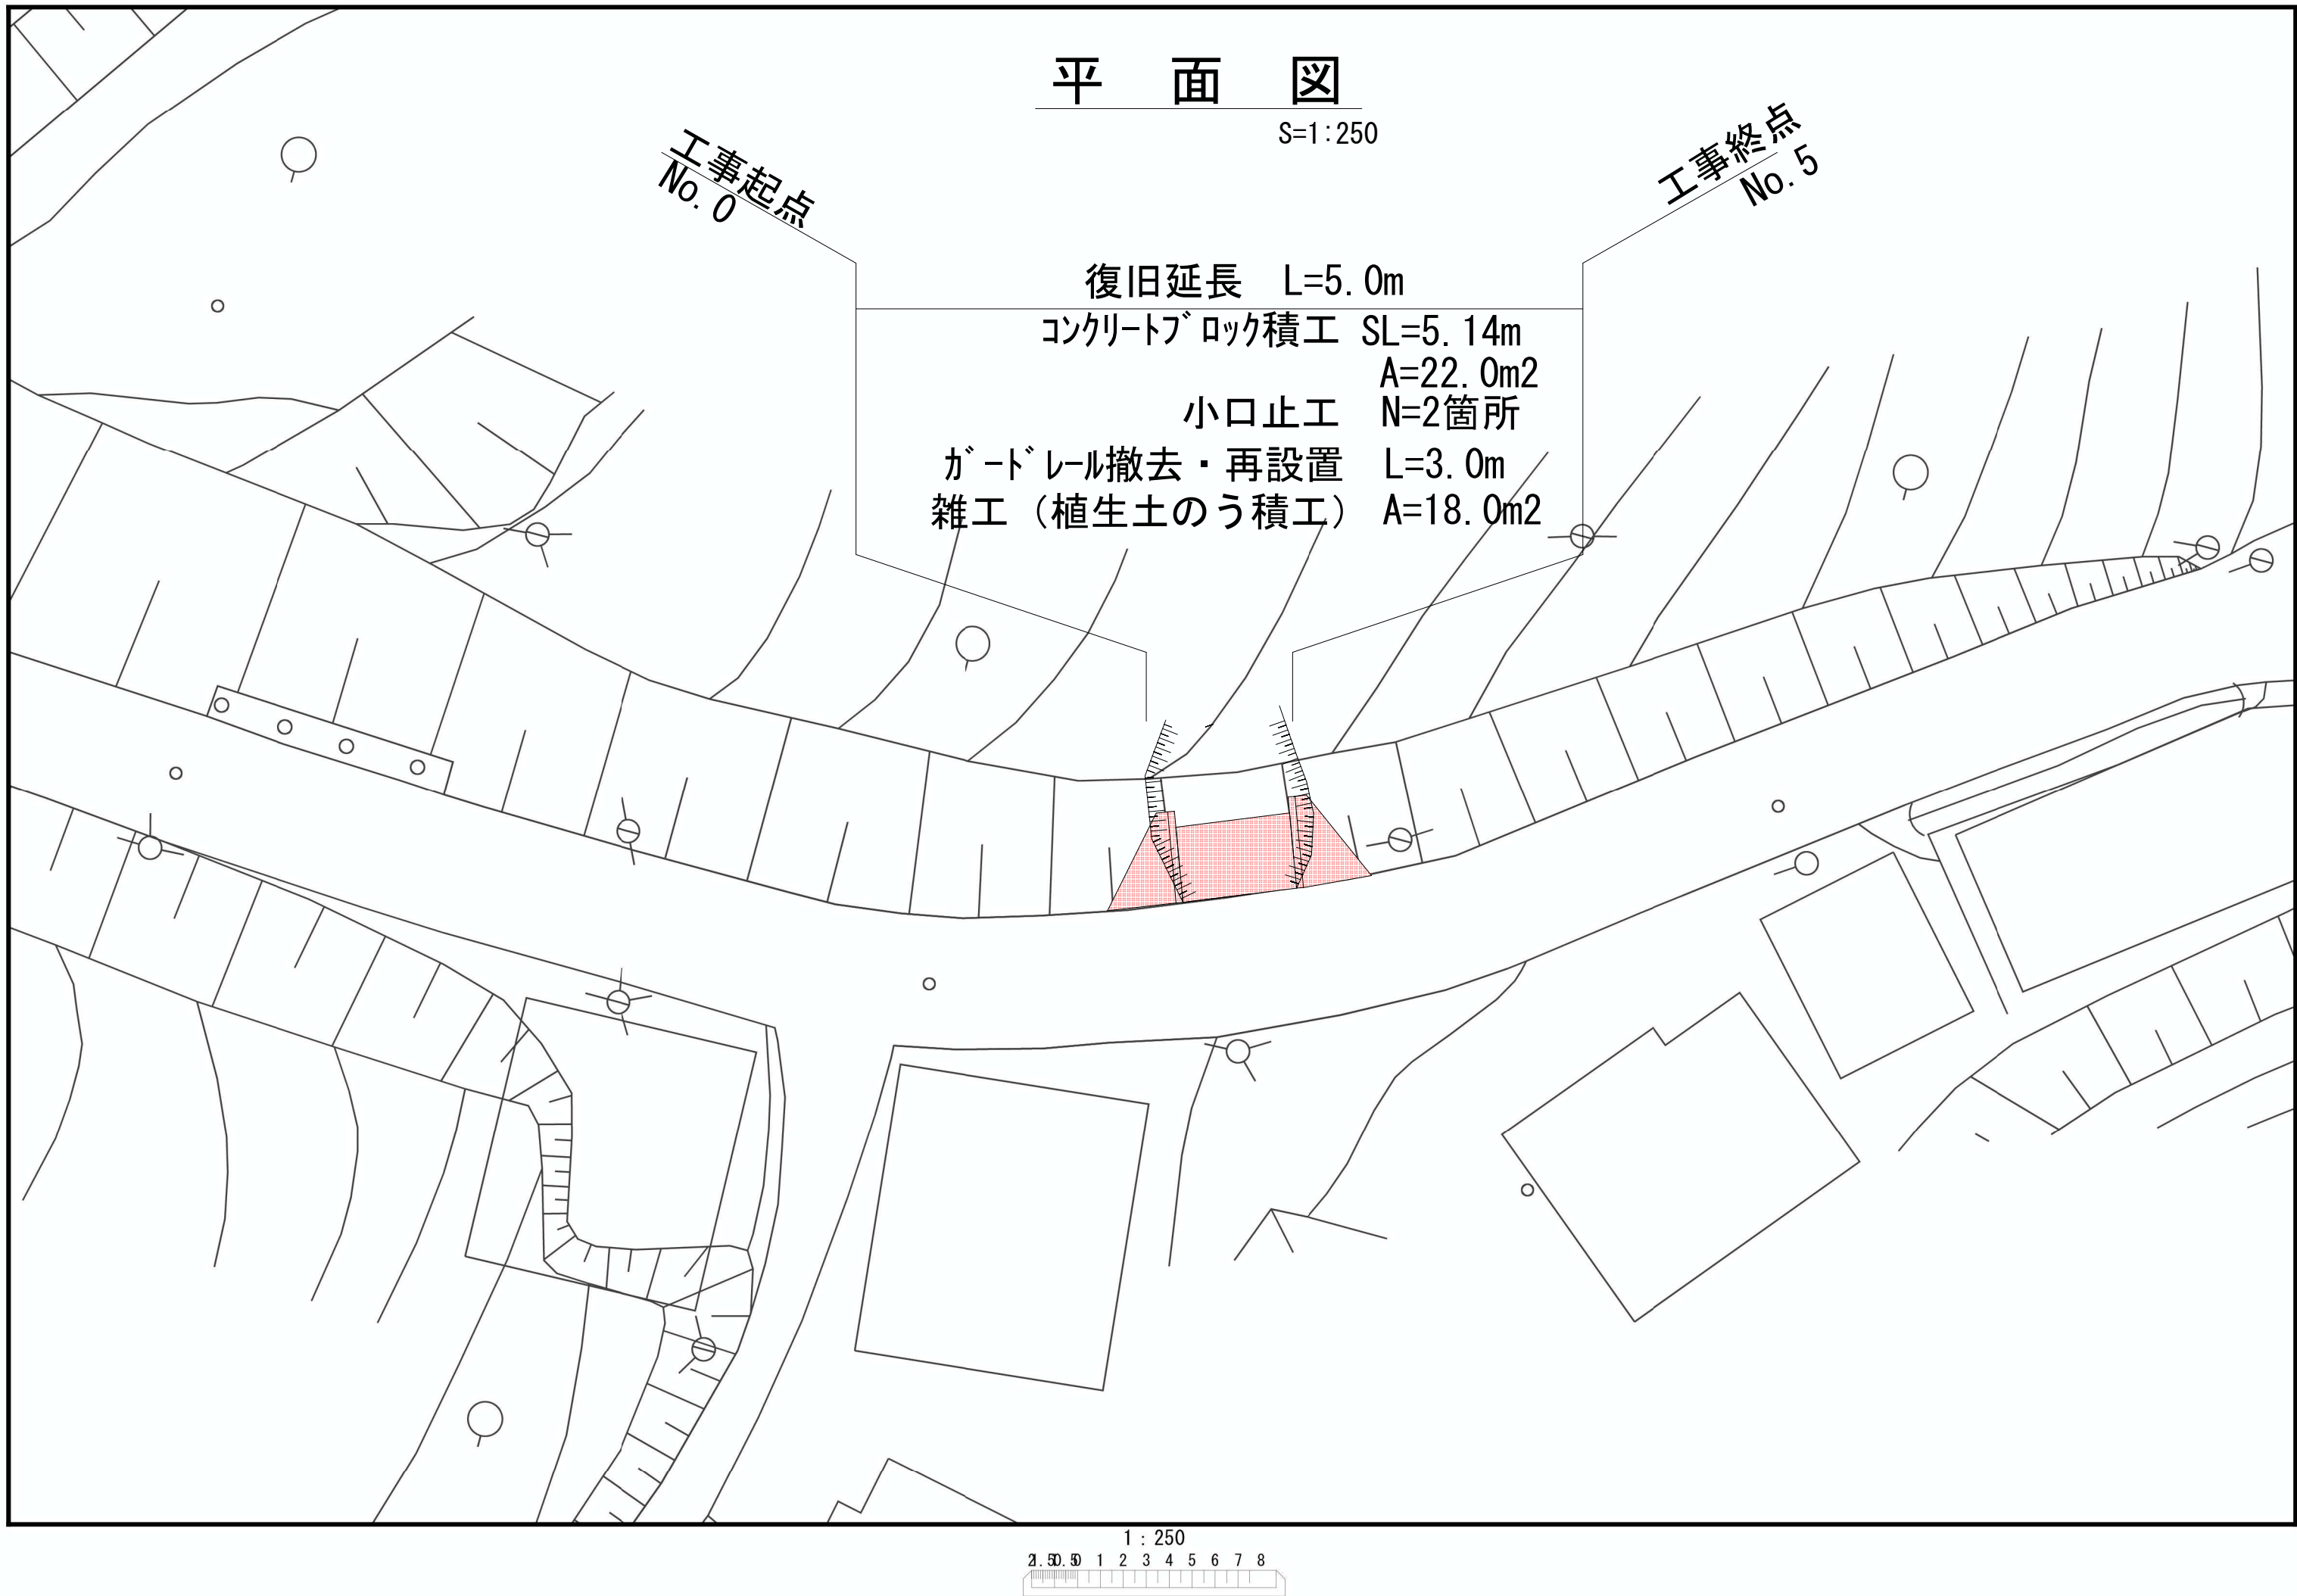 平　面　図
S=1:250
工事起点
No.0
工事終点
No.5
復旧延長　L=5.0m
ｺﾝｸﾘｰﾄﾌﾞﾛｯｸ積工 SL=5.14m
A=22.0m2
小口止工　N=2箇所
ｶﾞｰﾄﾞﾚｰﾙ撤去・再設置　L=3.0m
雑工（植生土のう積工）　A=18.0m2
1 : 250
0 1 2 3 4 5 6 7 8